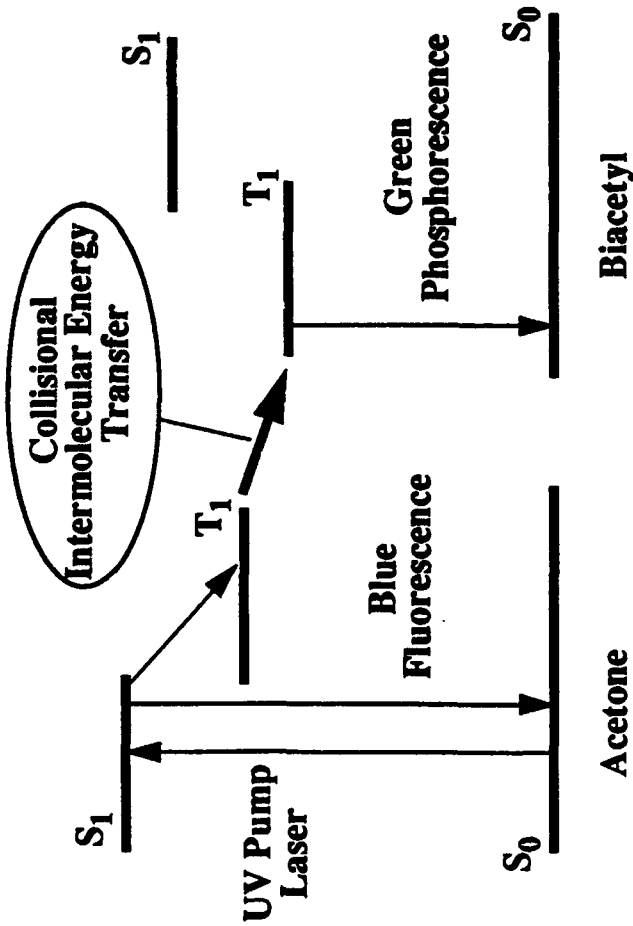 Collisional
Intermolecular Energy
Transfer
S1
S1
T1
T1
UV Pump
Laser
Blue
Fluorescence
Green
Phosphorescence
S0
S0
Acetone
Biacetyl